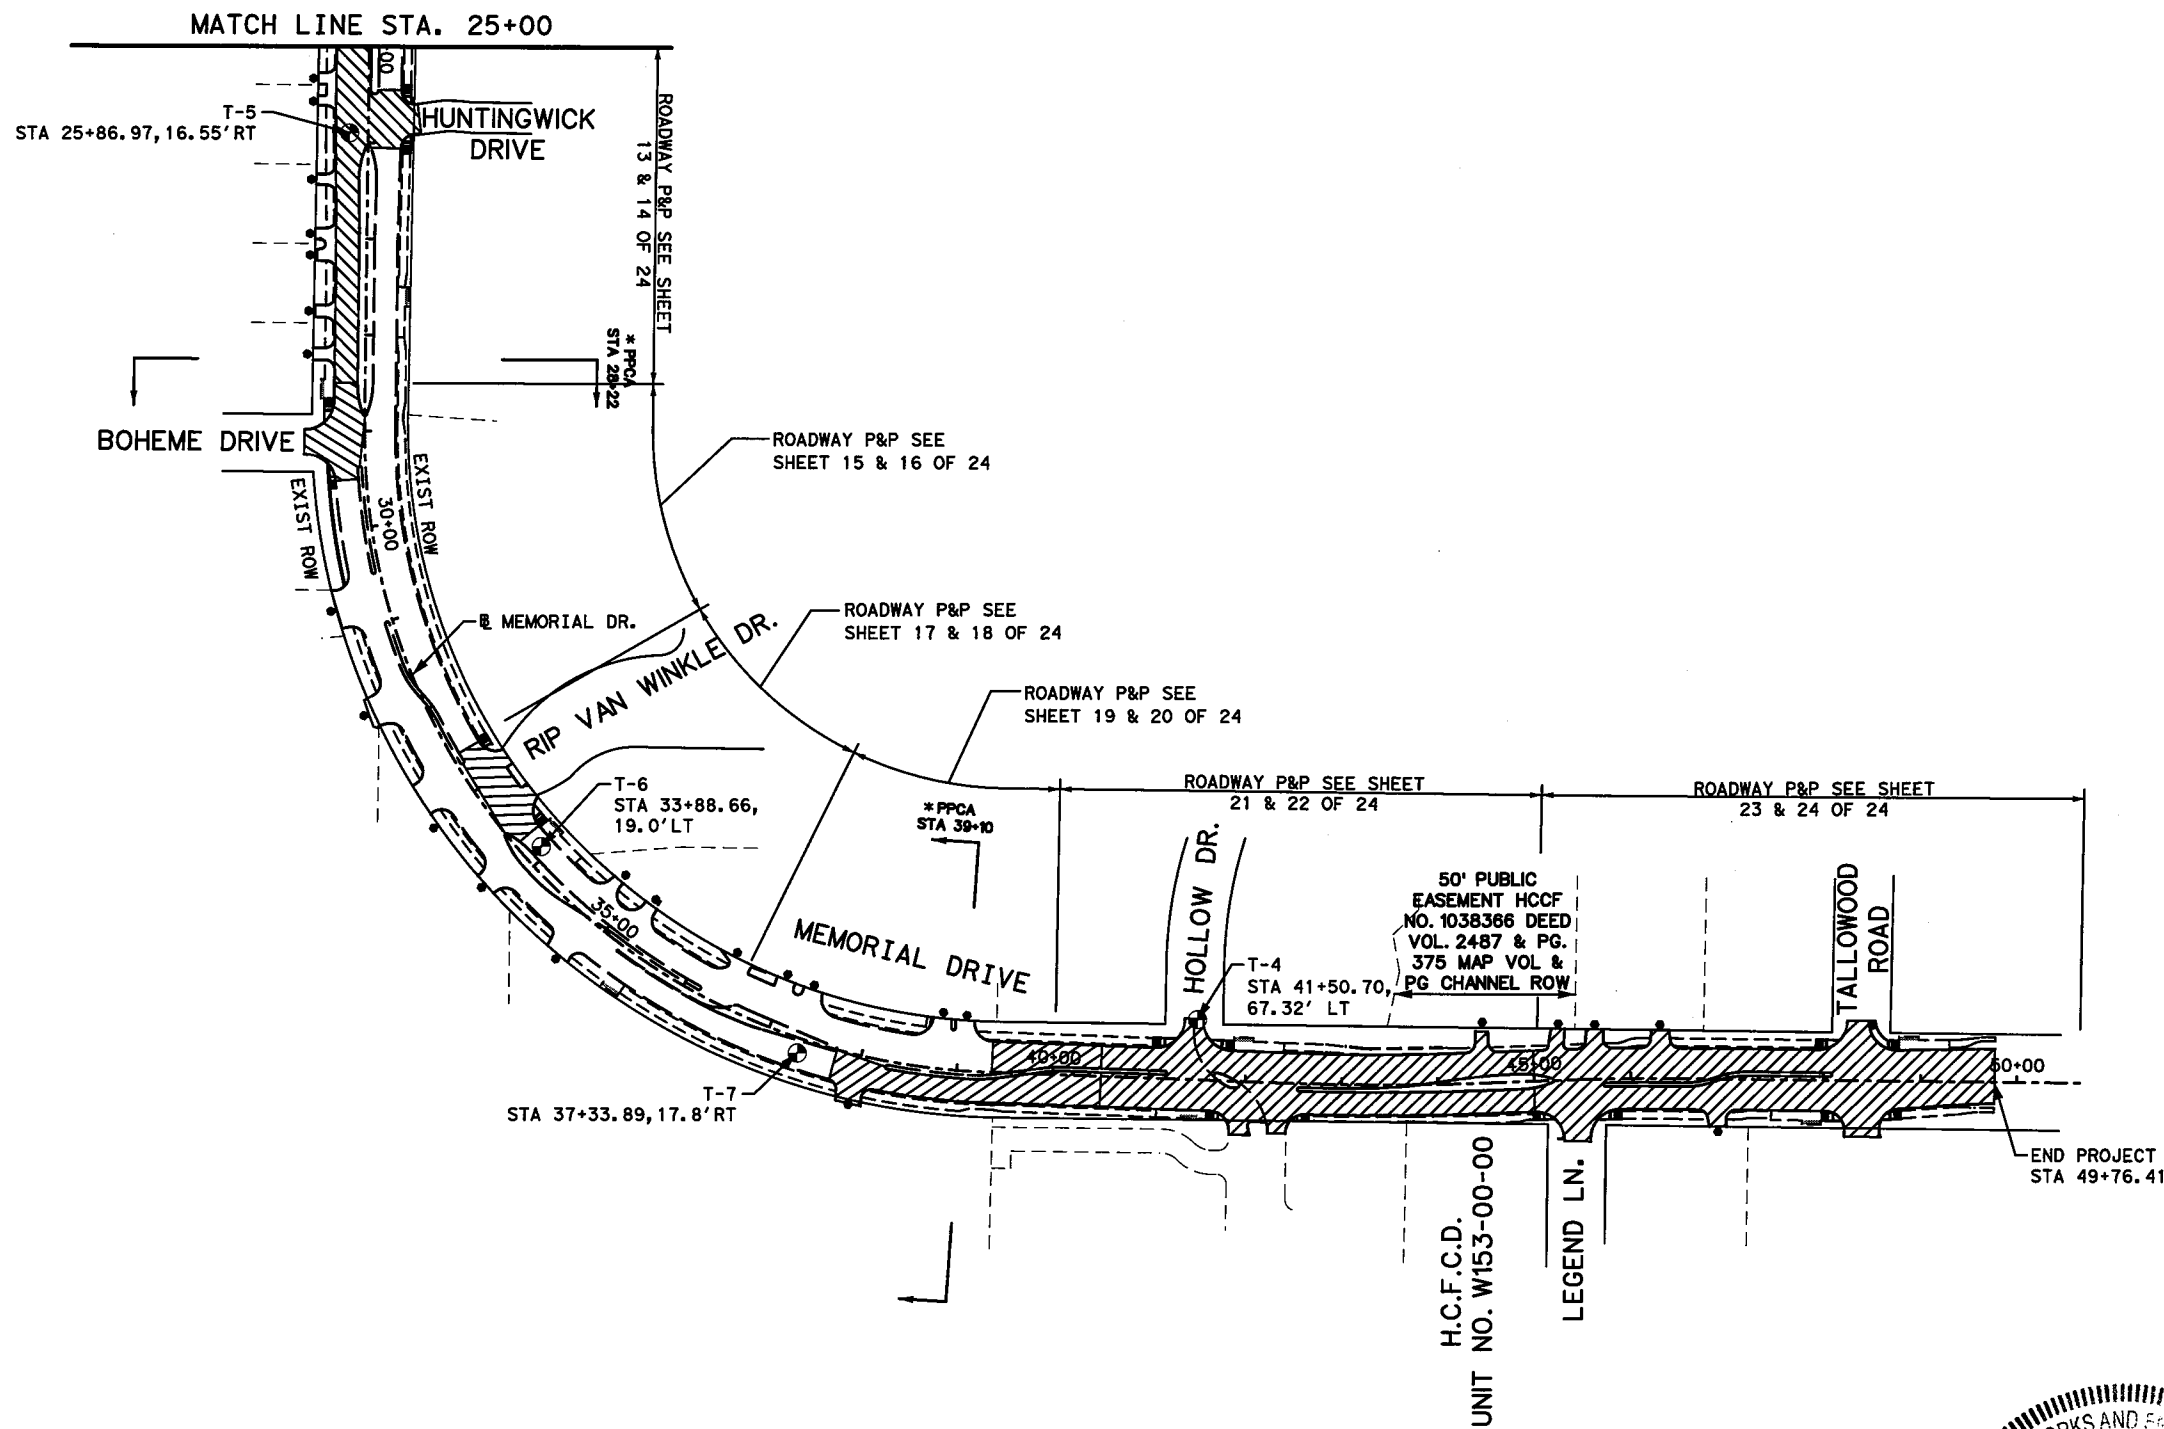 MATCH LINE STA. 25+00
00
T-5
STA 25+86.97, 16.55'RT
HUNTINGWICK
DRIVE
ROADWAY P&P SEE SHEET
13 & 14 OF 24
* PPCA
STA 28+22
BOHEME DRIVE
EXIST ROW
EXIST ROW
30+00
ROADWAY P&P SEE
SHEET 15 & 16 OF 24
BL MEMORIAL DR.
RIP VAN WINKLE DR.
ROADWAY P&P SEE
SHEET 17 & 18 OF 24
ROADWAY P&P SEE
SHEET 19 & 20 OF 24
T-6
STA 33+88.66,
19.0'LT
35+00
* PPCA
STA 39+10
MEMORIAL DRIVE
ROADWAY P&P SEE SHEET
21 & 22 OF 24
ROADWAY P&P SEE SHEET
23 & 24 OF 24
HOLLOW DR.
T-4
STA 41+50.70,
67.32' LT
50' PUBLIC
EASEMENT HCCF
NO. 1038366 DEED
VOL. 2487 & PG.
375 MAP VOL &
PG CHANNEL ROW
TALLOWOOD
ROAD
40+00
45+00
50+00
T-7
STA 37+33.89, 17.8'RT
END PROJECT
STA 49+76.41
H.C.F.C.D.
UNIT NO. W153-00-00
LEGEND LN.
AND